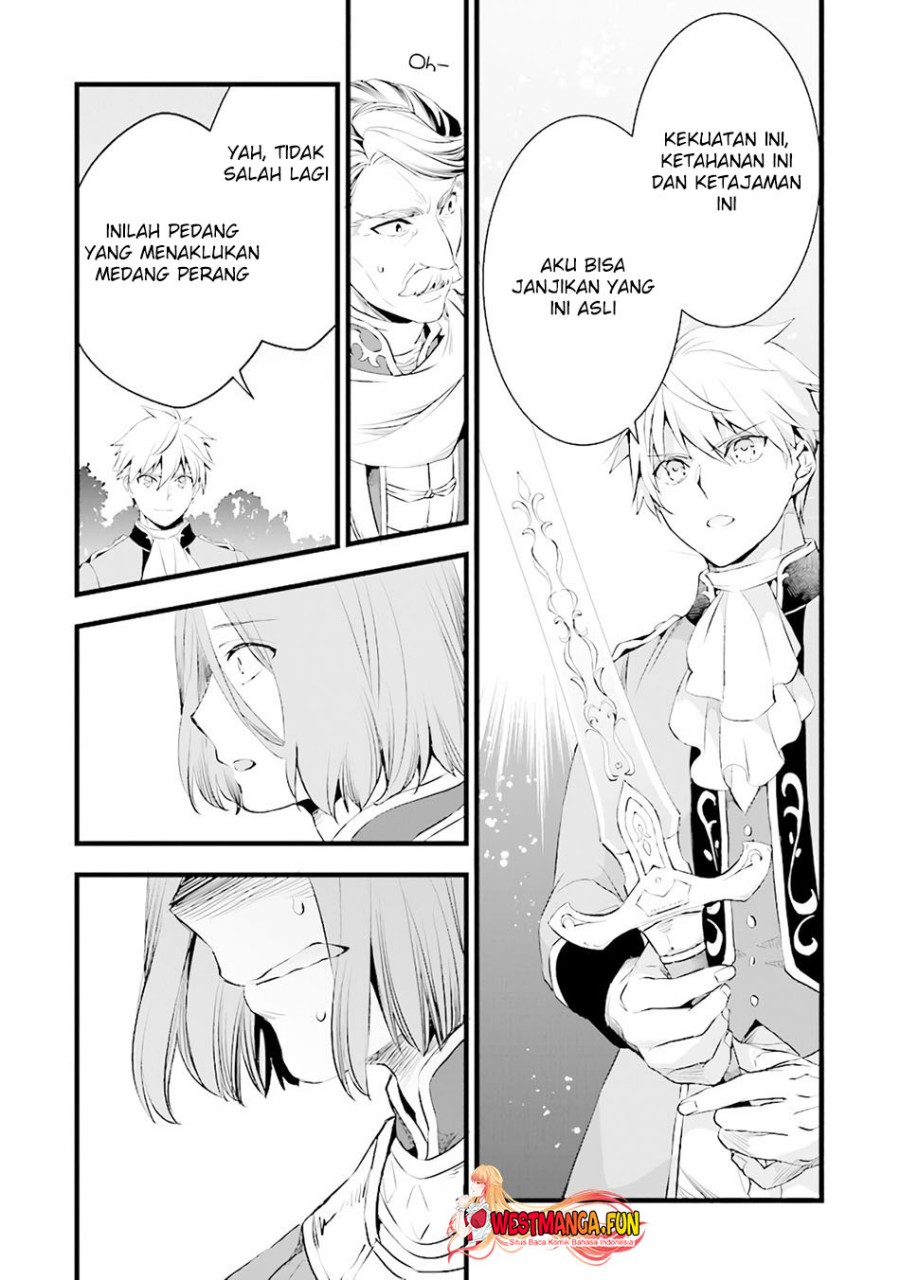 KEKUATAN INI,
KETAHANAN INI
DAN KETAJAMAN
INI
AKU BISA
JANJIKAN YANG
INI ASLI
Oh-
YAH, TIDAK
SALAH LAGI
INILAH PEDANG
YANG MENAKLUKAN
MEDANG PERANG
WESTMANGA.FUN
Situs Baca Komik Bahasa Indonesia